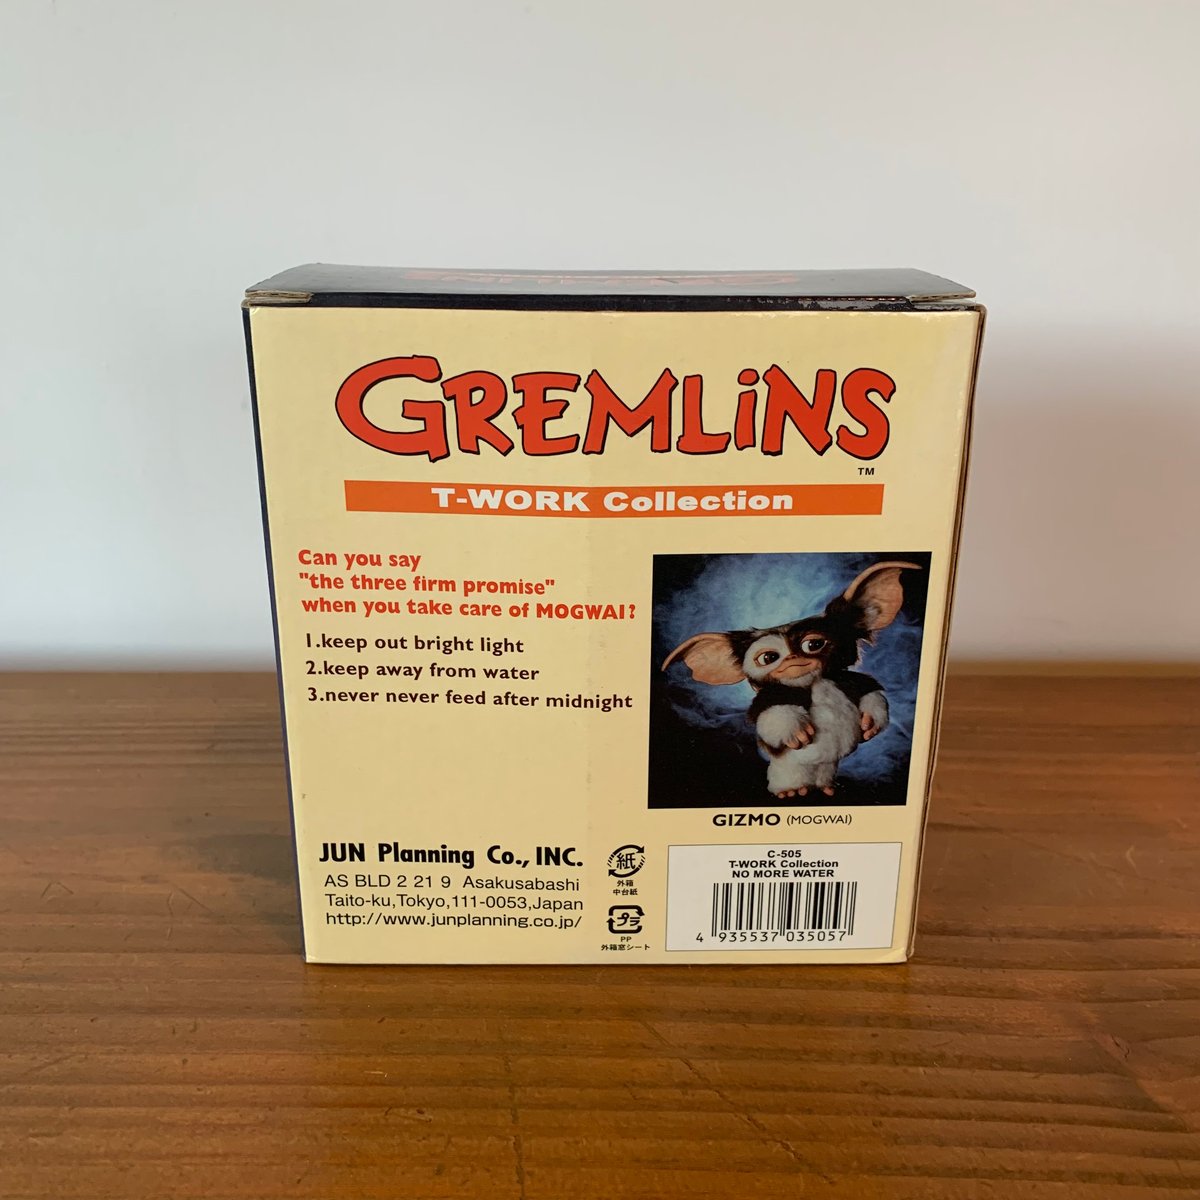 GREMLiNS
TM
T-WORK Collection
Can you say
"the three firm promise"
when you take care of MOGWAI?
1.keep out bright light
2.keep away from water
3.never never feed after midnight
GIZMO (MOGWAI)
JUN Planning Co., INC.
AS BLD 2 21 9 Asakusabashi
Taito-ku,Tokyo,111-0053,Japan
http://www.junplanning.co.jp/
紙
外箱
中台紙
プラ
PP
外箱窓シート
C-505
T-WORK Collection
NO MORE WATER
4 935537 035057